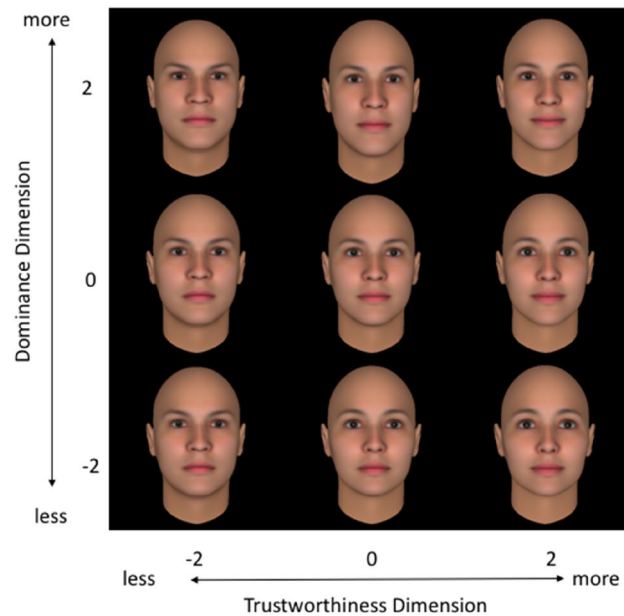 more
2
Dominance Dimension
0
-2
less
-2
0
2
less
more
Trustworthiness Dimension